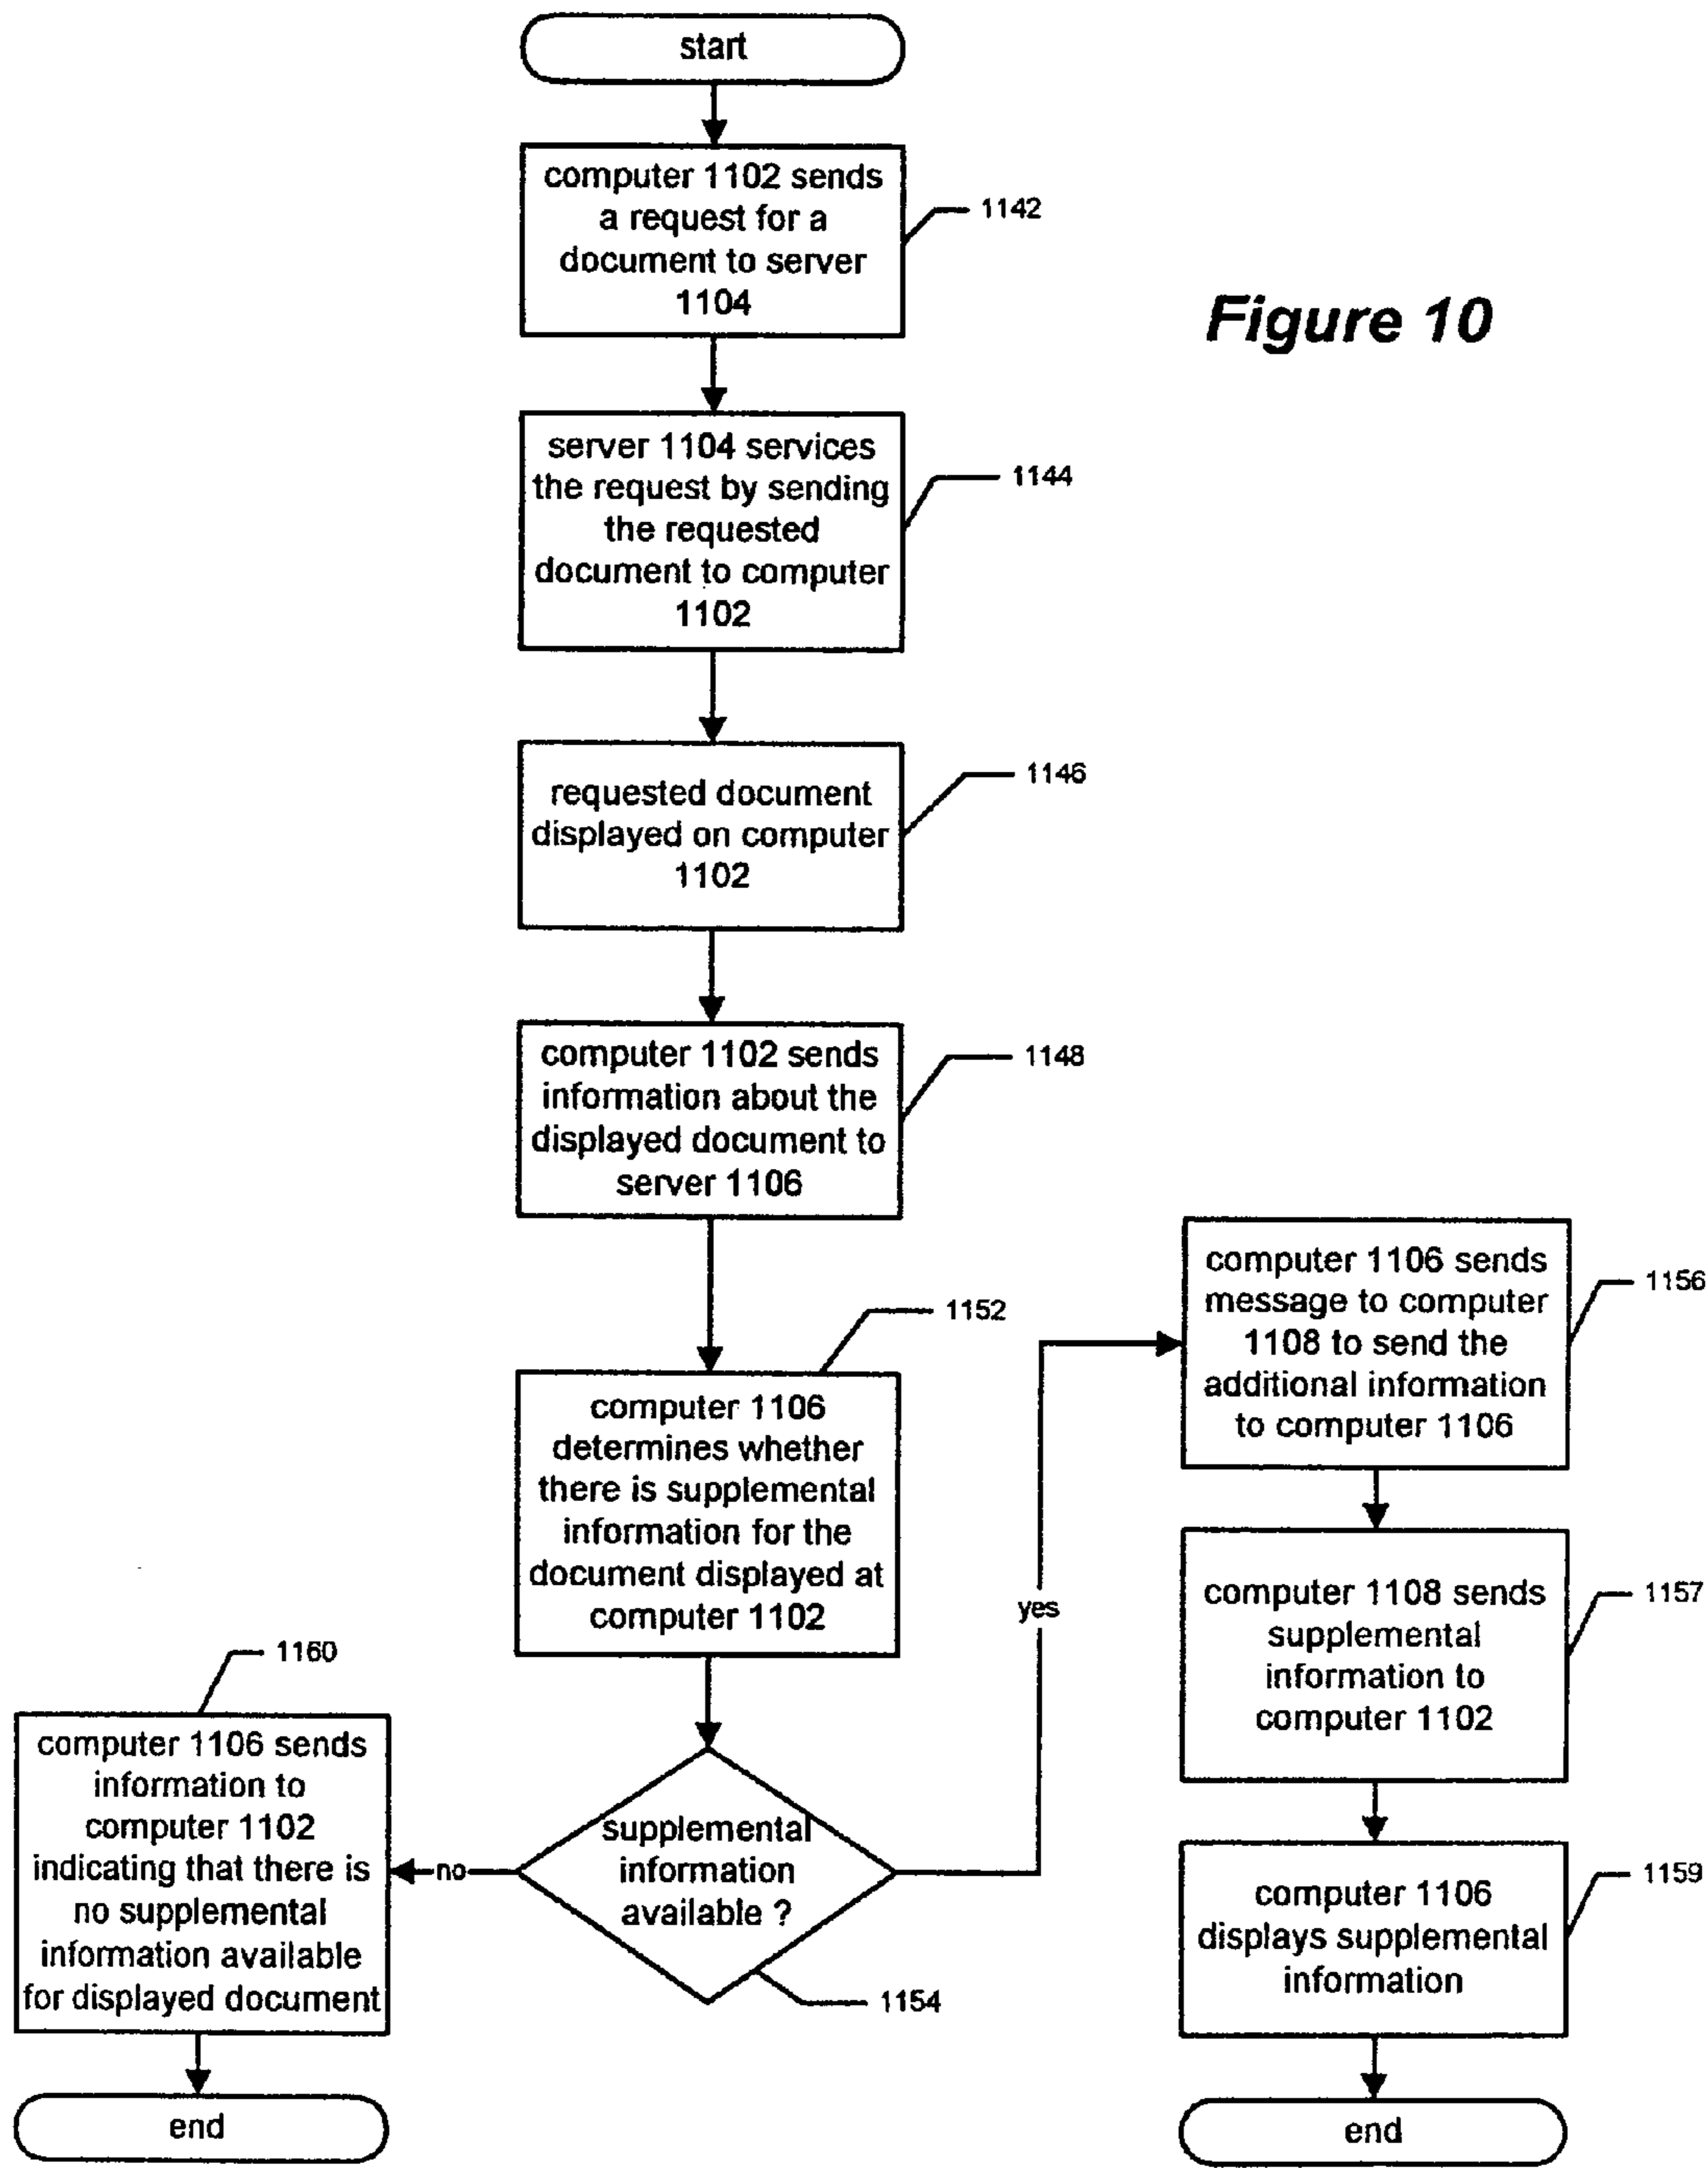 start
computer 1102 sends
a request for a
document to server
1104
1142
Figure 10
server 1104 services
the request by sending
the requested
document to computer
1102
1144
requested document
displayed on computer
1102
1146
computer 1102 sends
information about the
displayed document to
server 1106
1148
computer 1106
determines whether
there is supplemental
information for the
document displayed at
computer 1102
1152
supplemental
information
available ?
1154
no
yes
computer 1106 sends
information to
computer 1102
indicating that there is
no supplemental
information available
for displayed document
1160
end
computer 1106 sends
message to computer
1108 to send the
additional information
to computer 1106
1156
computer 1108 sends
supplemental
information to
computer 1102
1157
computer 1106
displays supplemental
information
1159
end